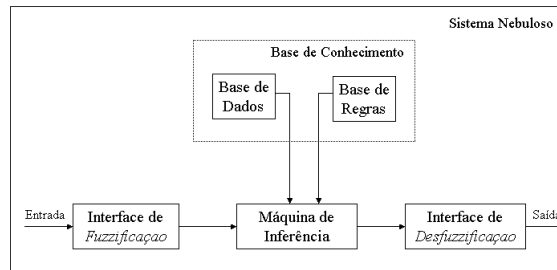 Sistema Nebuloso
Base de Conhecimento
Base de
Dados
Base de
Regras
Entrada
Interface de
Fuzzificaçao
Máquina de
Inferência
Interface de
Desfuzzificaçao
Saída